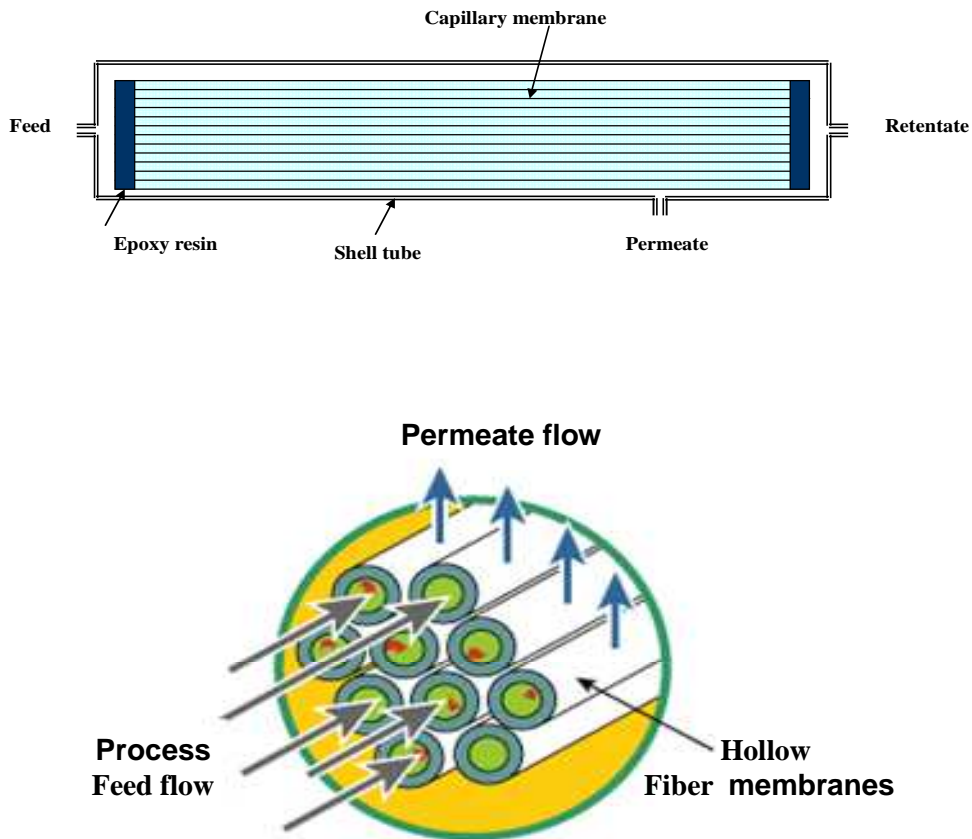 Capillary membrane
Feed
Retentate
Epoxy resin
Shell tube
Permeate
Permeate flow
Process
Feed flow
Hollow
Fiber membranes